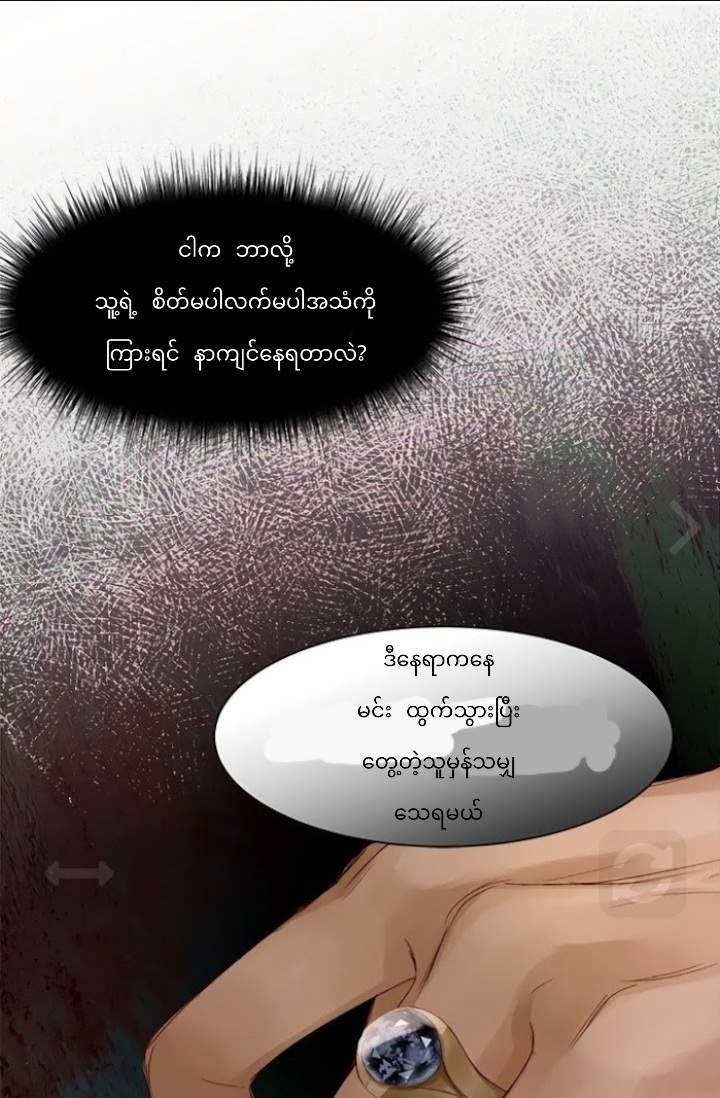 ငါက ဘာလို့
သူ့ရဲ့ စိတ်မပါလက်မပါအသံကို
ကြားရင် နာကျင်နေရတာလဲ?
ဒီနေရာကနေ
မင်း ထွက်သွားပြီး
တွေ့တဲ့သူမှန်သမျှ
သေရမယ်